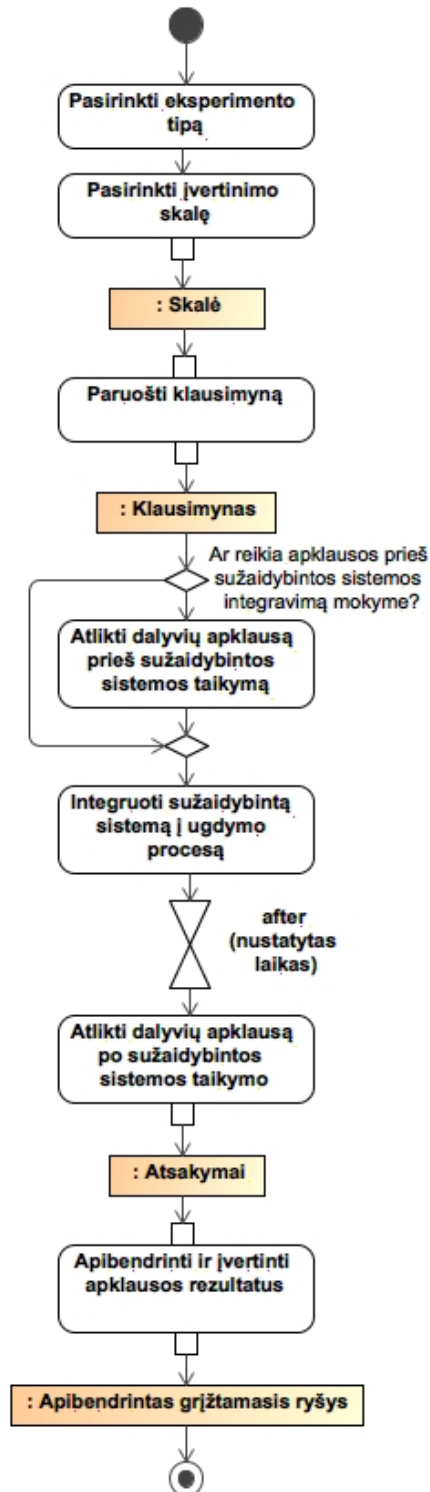 Pasirinkti eksperimento
tipą
Pasirinkti įvertinimo
skalę
: Skalė
Paruošti klausimyną
: Klausimynas
Ar reikia apklausos prieš
sužaidybintos sistemos
integravimą mokyme?
Atlikti dalyvių apklausą
prieš sužaidybintos
sistemos taikymą
Integruoti sužaidybintą
sistemą į ugdymo
procesą
after
(nustatytas
laikas)
Atlikti dalyvių apklausą
po sužaidybintos
sistemos taikymo
: Atsakymai
Apibendrinti ir įvertinti
apklausos rezultatus
: Apibendrintas grįžtamasis ryšys